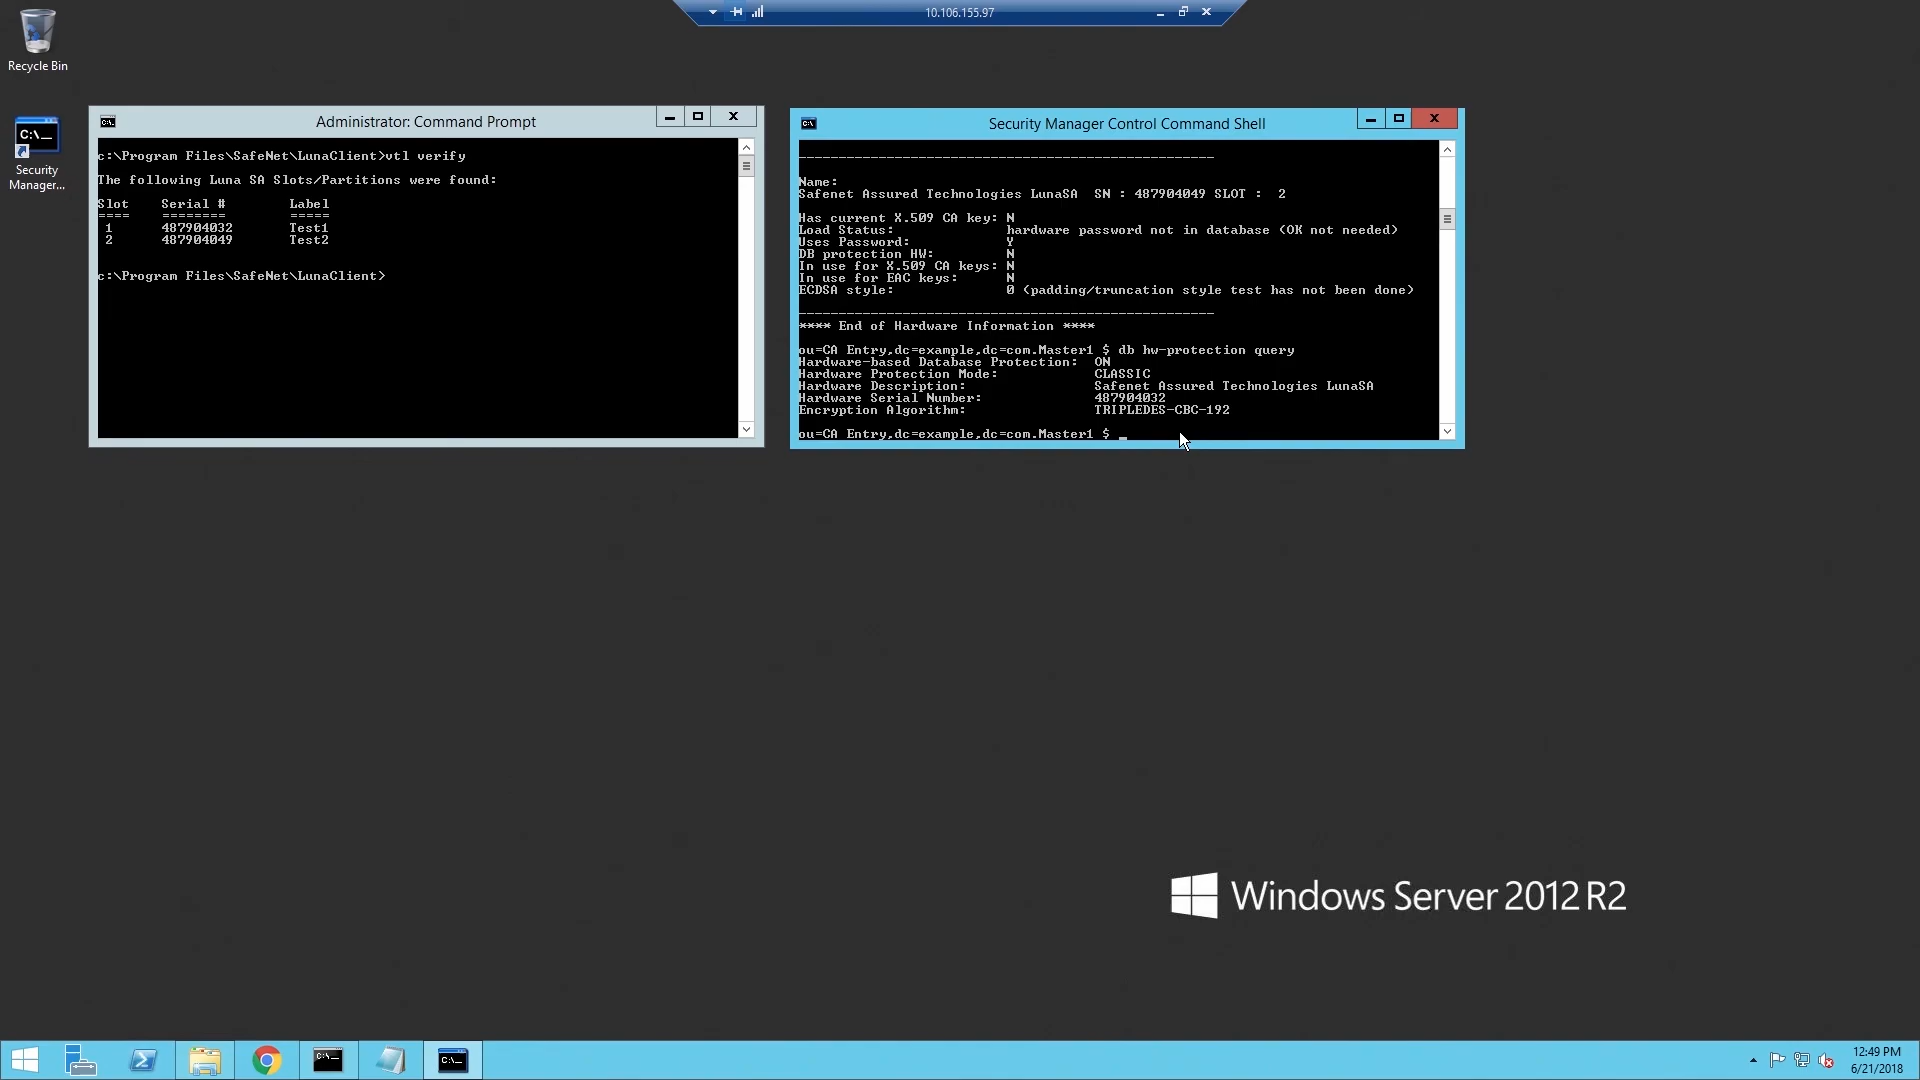 10.106.155.97
Recycle Bin
Security
Manager...
Administrator: Command Prompt
c:\Program Files\SafeNet\LunaClient>vtl verify
The following Luna SA Slots/Partitions were found:
Slot Serial # Label
==== ======== =====
1 487904032 Test1
2 487904049 Test2
c:\Program Files\SafeNet\LunaClient>
Security Manager Control Command Shell
----------------------------------------------------
Name:
Safenet Assured Technologies LunaSA SN : 487904049 SLOT : 2
Has current X.509 CA key: N
Load Status: hardware password not in database (OK not needed)
Uses Password: Y
DB protection HW: N
In use for X.509 CA keys: N
In use for EAC keys: N
ECDSA style: 0 (padding/truncation style test has not been done)
----------------------------------------------------
**** End of Hardware Information ****
ou=CA Entry,dc=example,dc=com.Master1 $ db hw-protection query
Hardware-based Database Protection: ON
Hardware Protection Mode: CLASSIC
Hardware Description: Safenet Assured Technologies LunaSA
Hardware Serial Number: 487904032
Encryption Algorithm: TRIPLEDES-CBC-192
ou=CA Entry,dc=example,dc=com.Master1 $ _
Windows Server 2012 R2
12:49 PM
6/21/2018